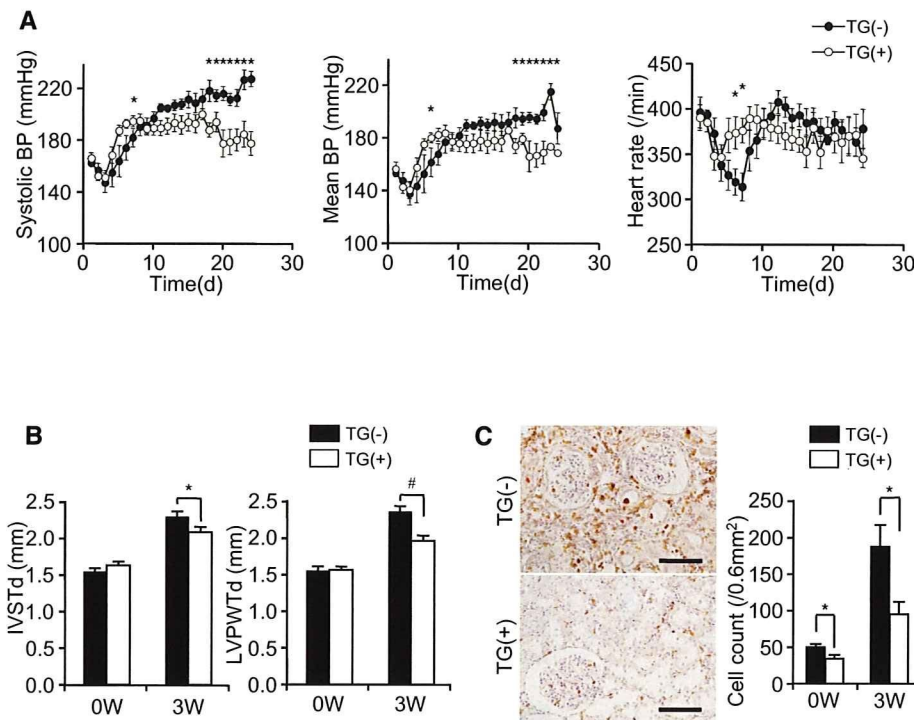 A
TG(-)
TG(+)
Systolic BP (mmHg)
220
180
140
100
*
*******
0 10 20 30
Time(d)
Mean BP (mmHg)
220
180
140
100
*
*******
0 10 20 30
Time(d)
Heart rate (/min)
450
400
350
300
250
**
0 10 20 30
Time(d)
B
TG(-)
TG(+)
IVSTd (mm)
2.5
2.0
1.5
1.0
0.5
0.0
*
0W 3W
LVPWTd (mm)
2.5
2.0
1.5
1.0
0.5
0.0
#
0W 3W
C
TG(-)
TG(+)
TG(-)
TG(+)
Cell count (/0.6mm²)
250
200
150
100
50
0
*
*
0W 3W